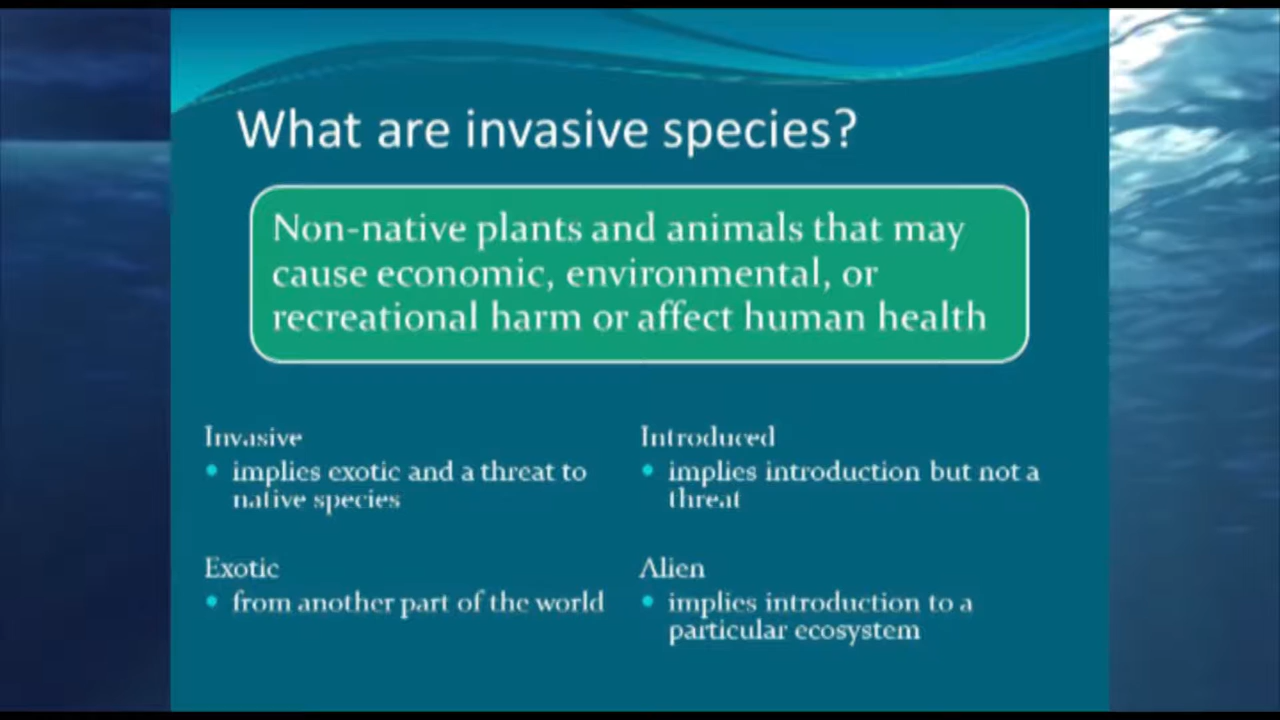 What are invasive species?
Non-native plants and animals that may
cause economic, environmental, or
recreational harm or affect human health
Invasive
• implies exotic and a threat to
native species
Exotic
• from another part of the world
Introduced
• implies introduction but not a
threat
Alien
• implies introduction to a
particular ecosystem